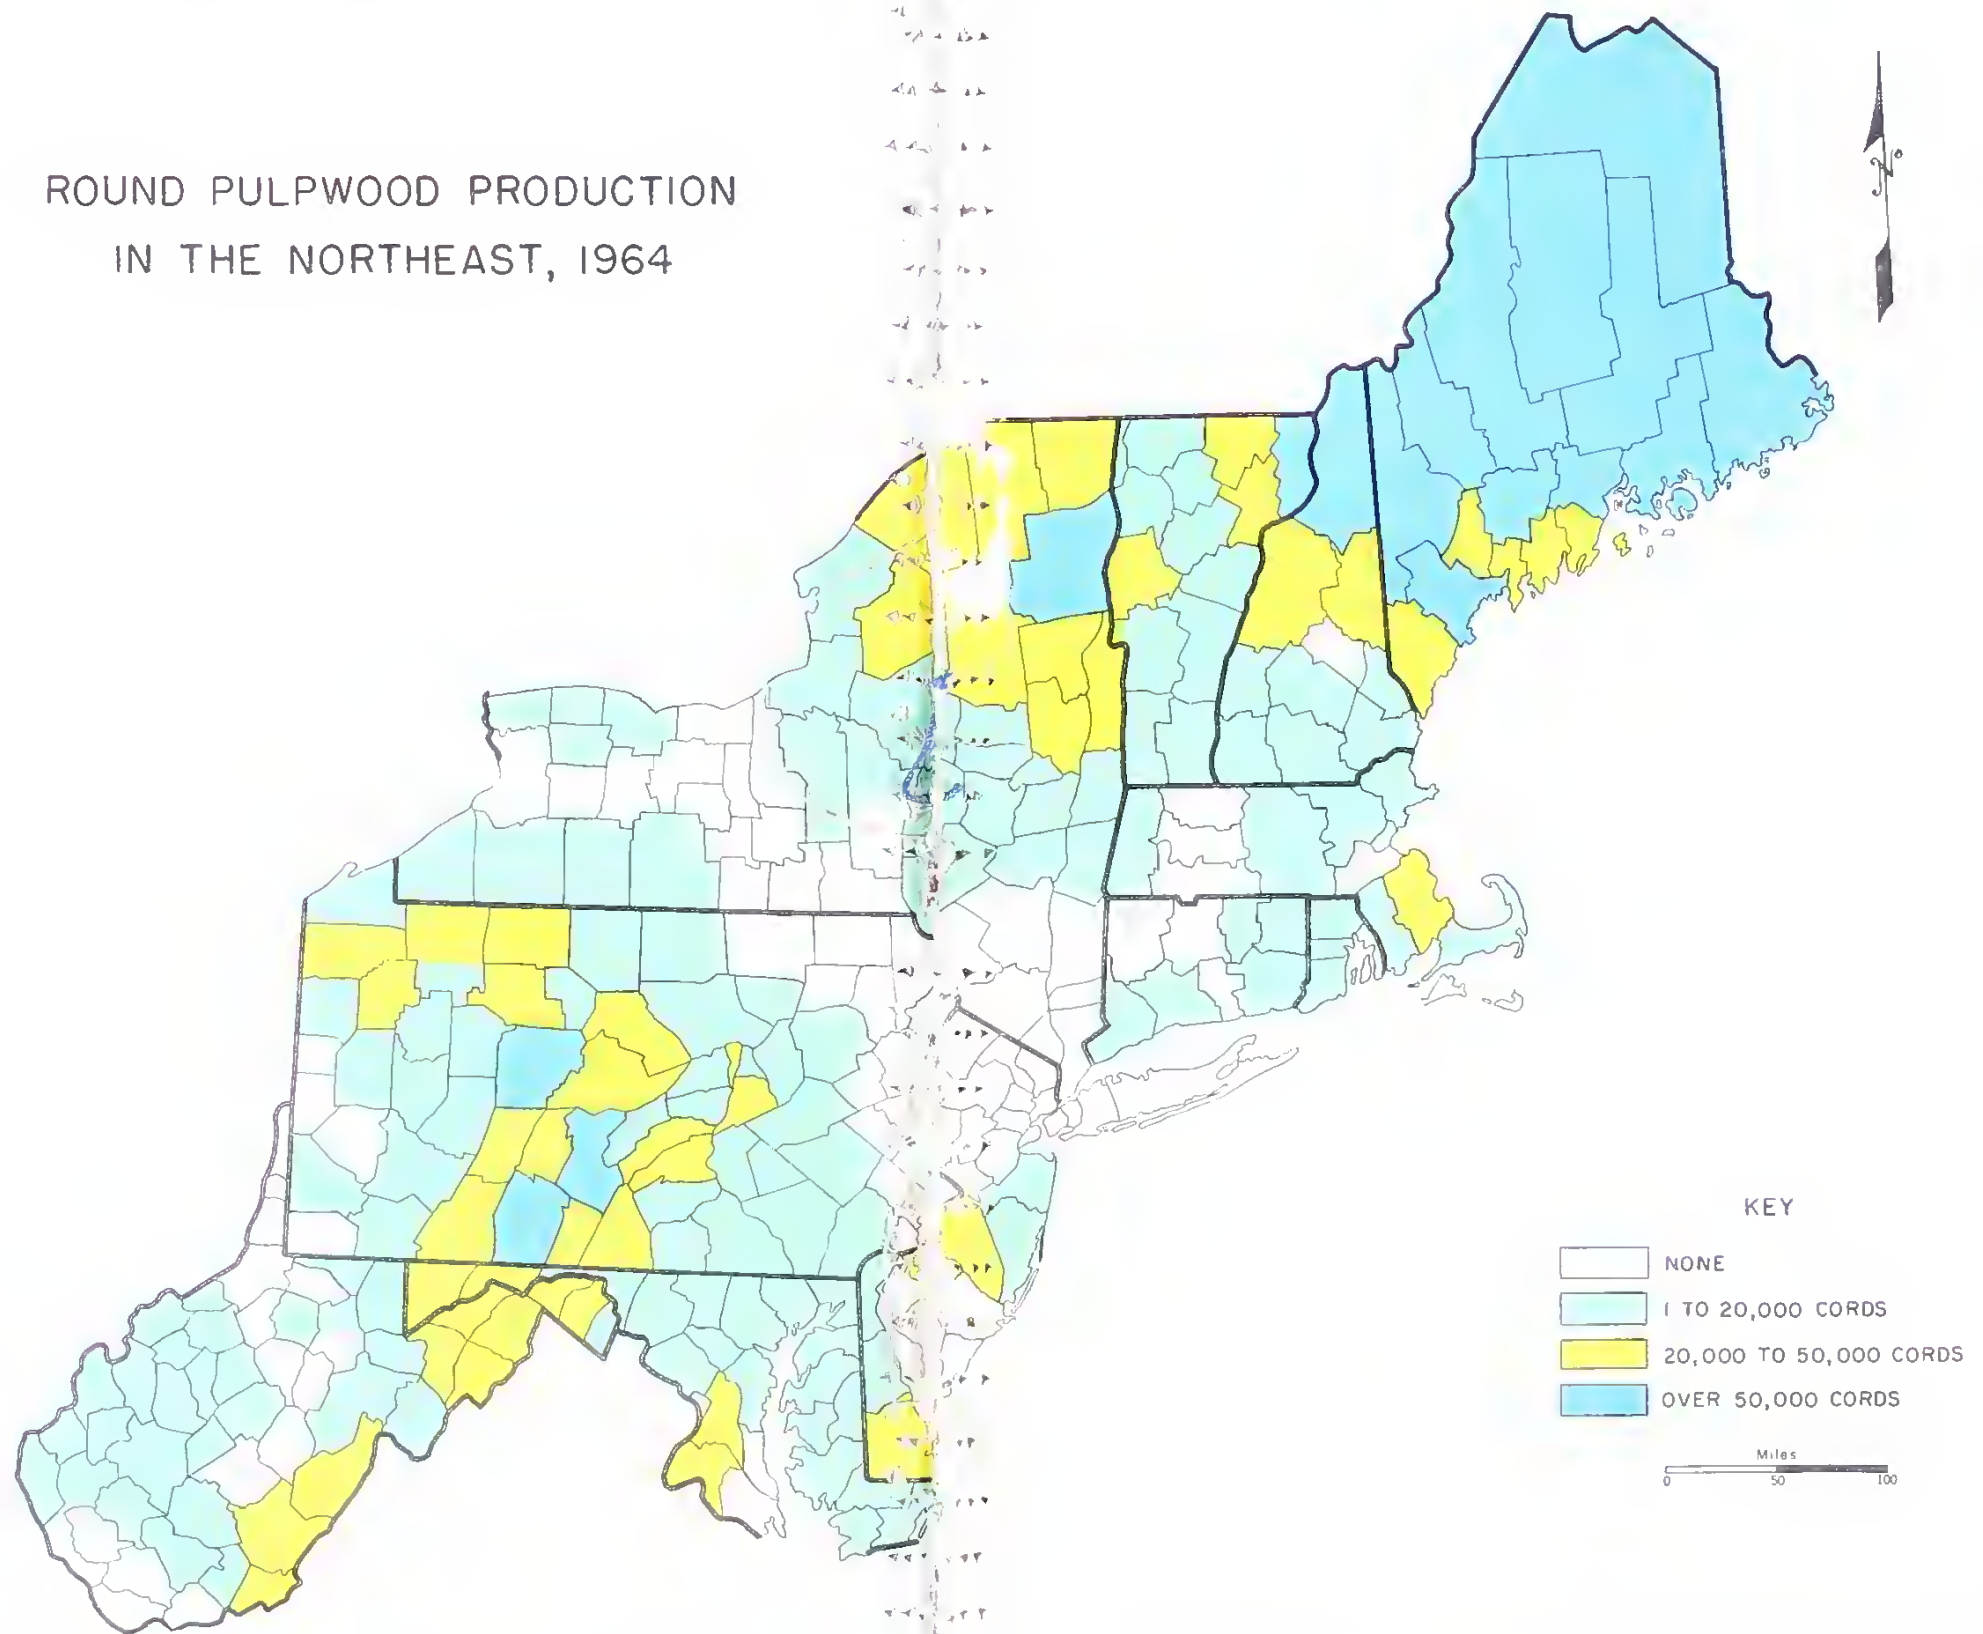 ROUND PULPWOOD PRODUCTION
IN THE NORTHEAST, 1964
N
KEY
NONE
1 TO 20,000 CORDS
20,000 TO 50,000 CORDS
OVER 50,000 CORDS
Miles
0 50 100